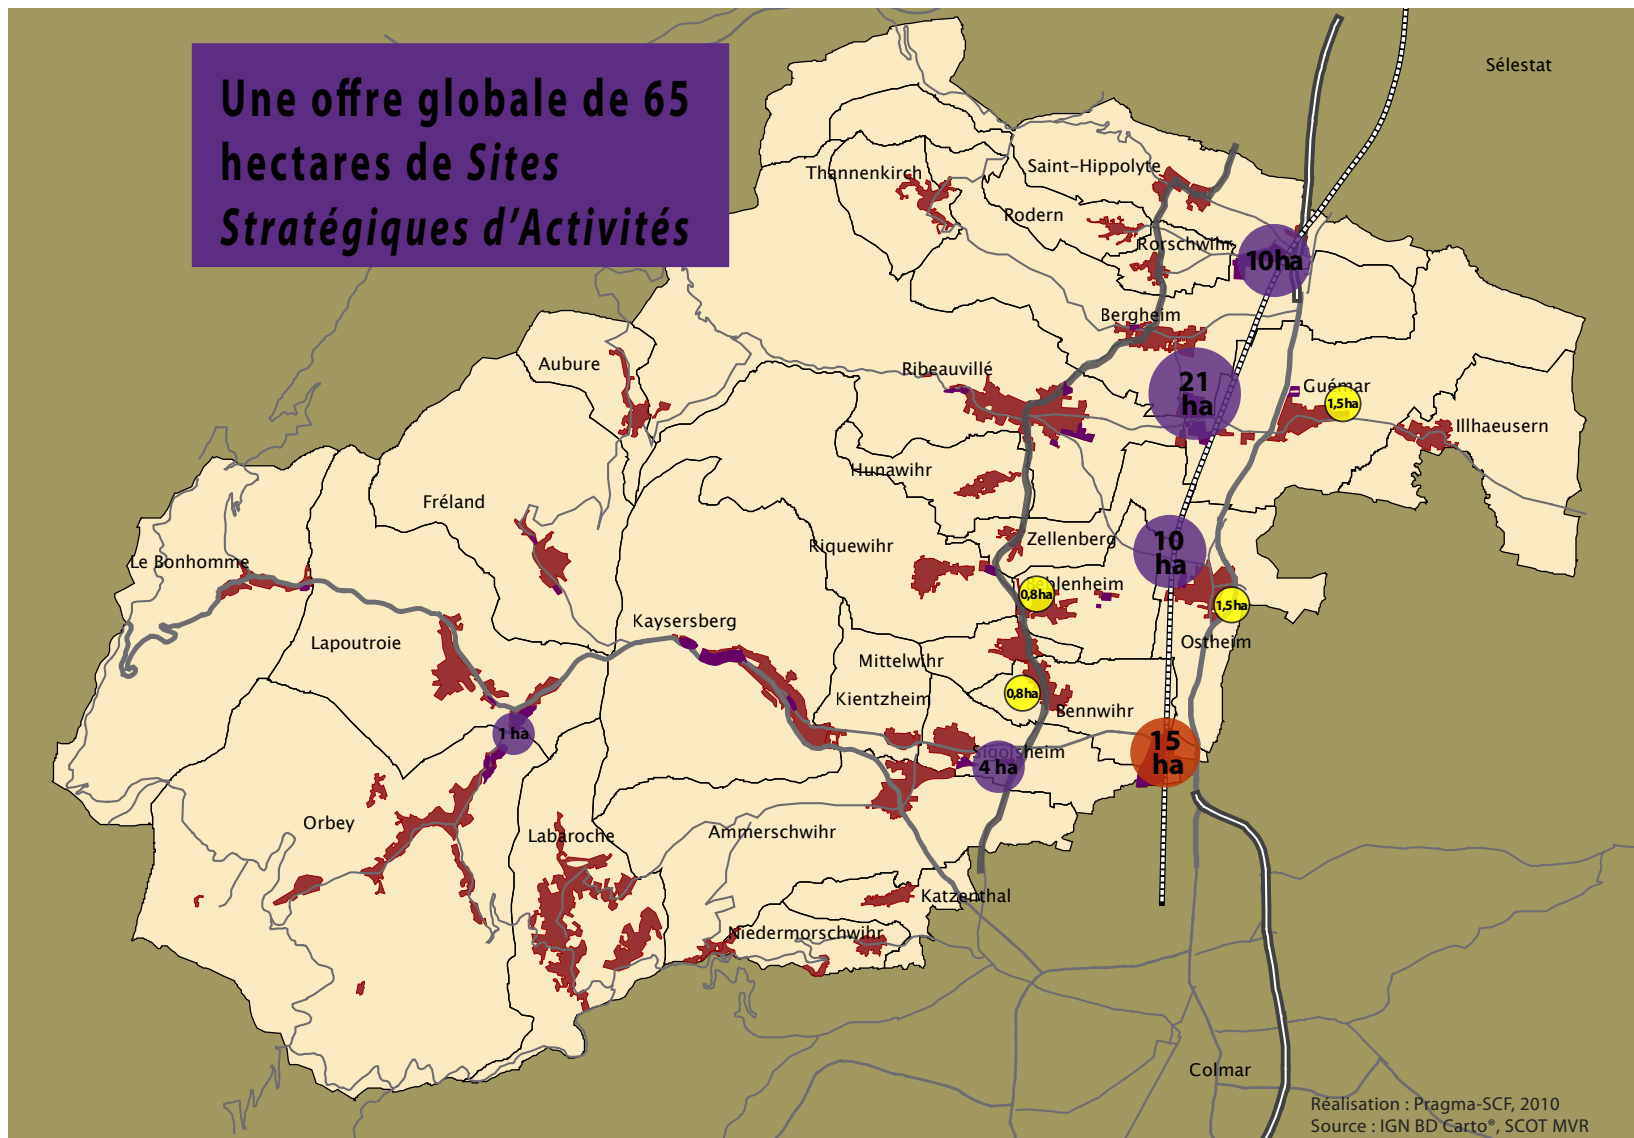 Une offre globale de 65
hectares de Sites
Stratégiques d’Activités
Sélestat
Thannenkirch
Saint-Hippolyte
Rodern
Rorschwihr
10ha
Bergheim
Aubure
Ribeauvillé
21
ha
Guémar
1,5ha
Illhaeusern
Hunawihr
Fréland
Zellenberg
Riquewihr
10
ha
Le Bonhomme
Beblenheim
0,8ha
1,5ha
Kaysersberg
Lapoutroie
Ostheim
Mittelwihr
Kientzheim
0,8ha
Bennwihr
1 ha
Sigolsheim
4 ha
15
ha
Orbey
Labaroche
Ammerschwihr
Katzenthal
Niedermorschwihr
Colmar
Réalisation : Pragma-SCF, 2010
Source : IGN BD Carto®, SCOT MVR